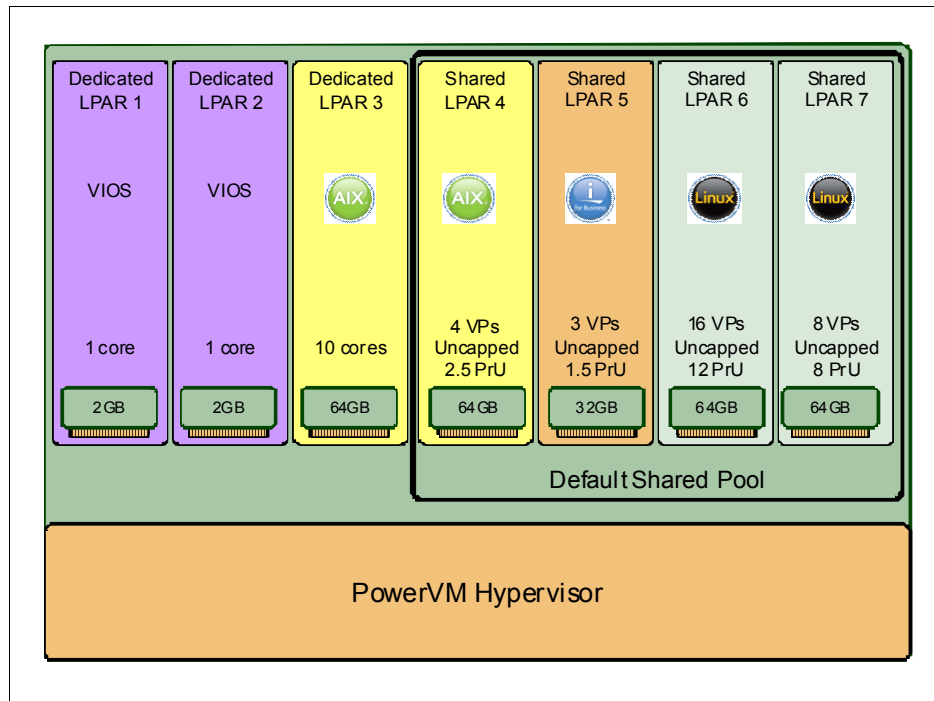 Dedicated
LPAR 1
VIOS
1 core
2GB
Dedicated
LPAR 2
VIOS
1 core
2GB
Dedicated
LPAR 3
AIX
10 cores
64GB
Shared
LPAR 4
AIX
4 VPs
Uncapped
2.5 PrU
64GB
Shared
LPAR 5
i
for Business
3 VPs
Uncapped
1.5 PrU
32GB
Shared
LPAR 6
Linux
16 VPs
Uncapped
12 PrU
64GB
Shared
LPAR 7
Linux
8 VPs
Uncapped
8 PrU
64GB
Default Shared Pool
PowerVM Hypervisor